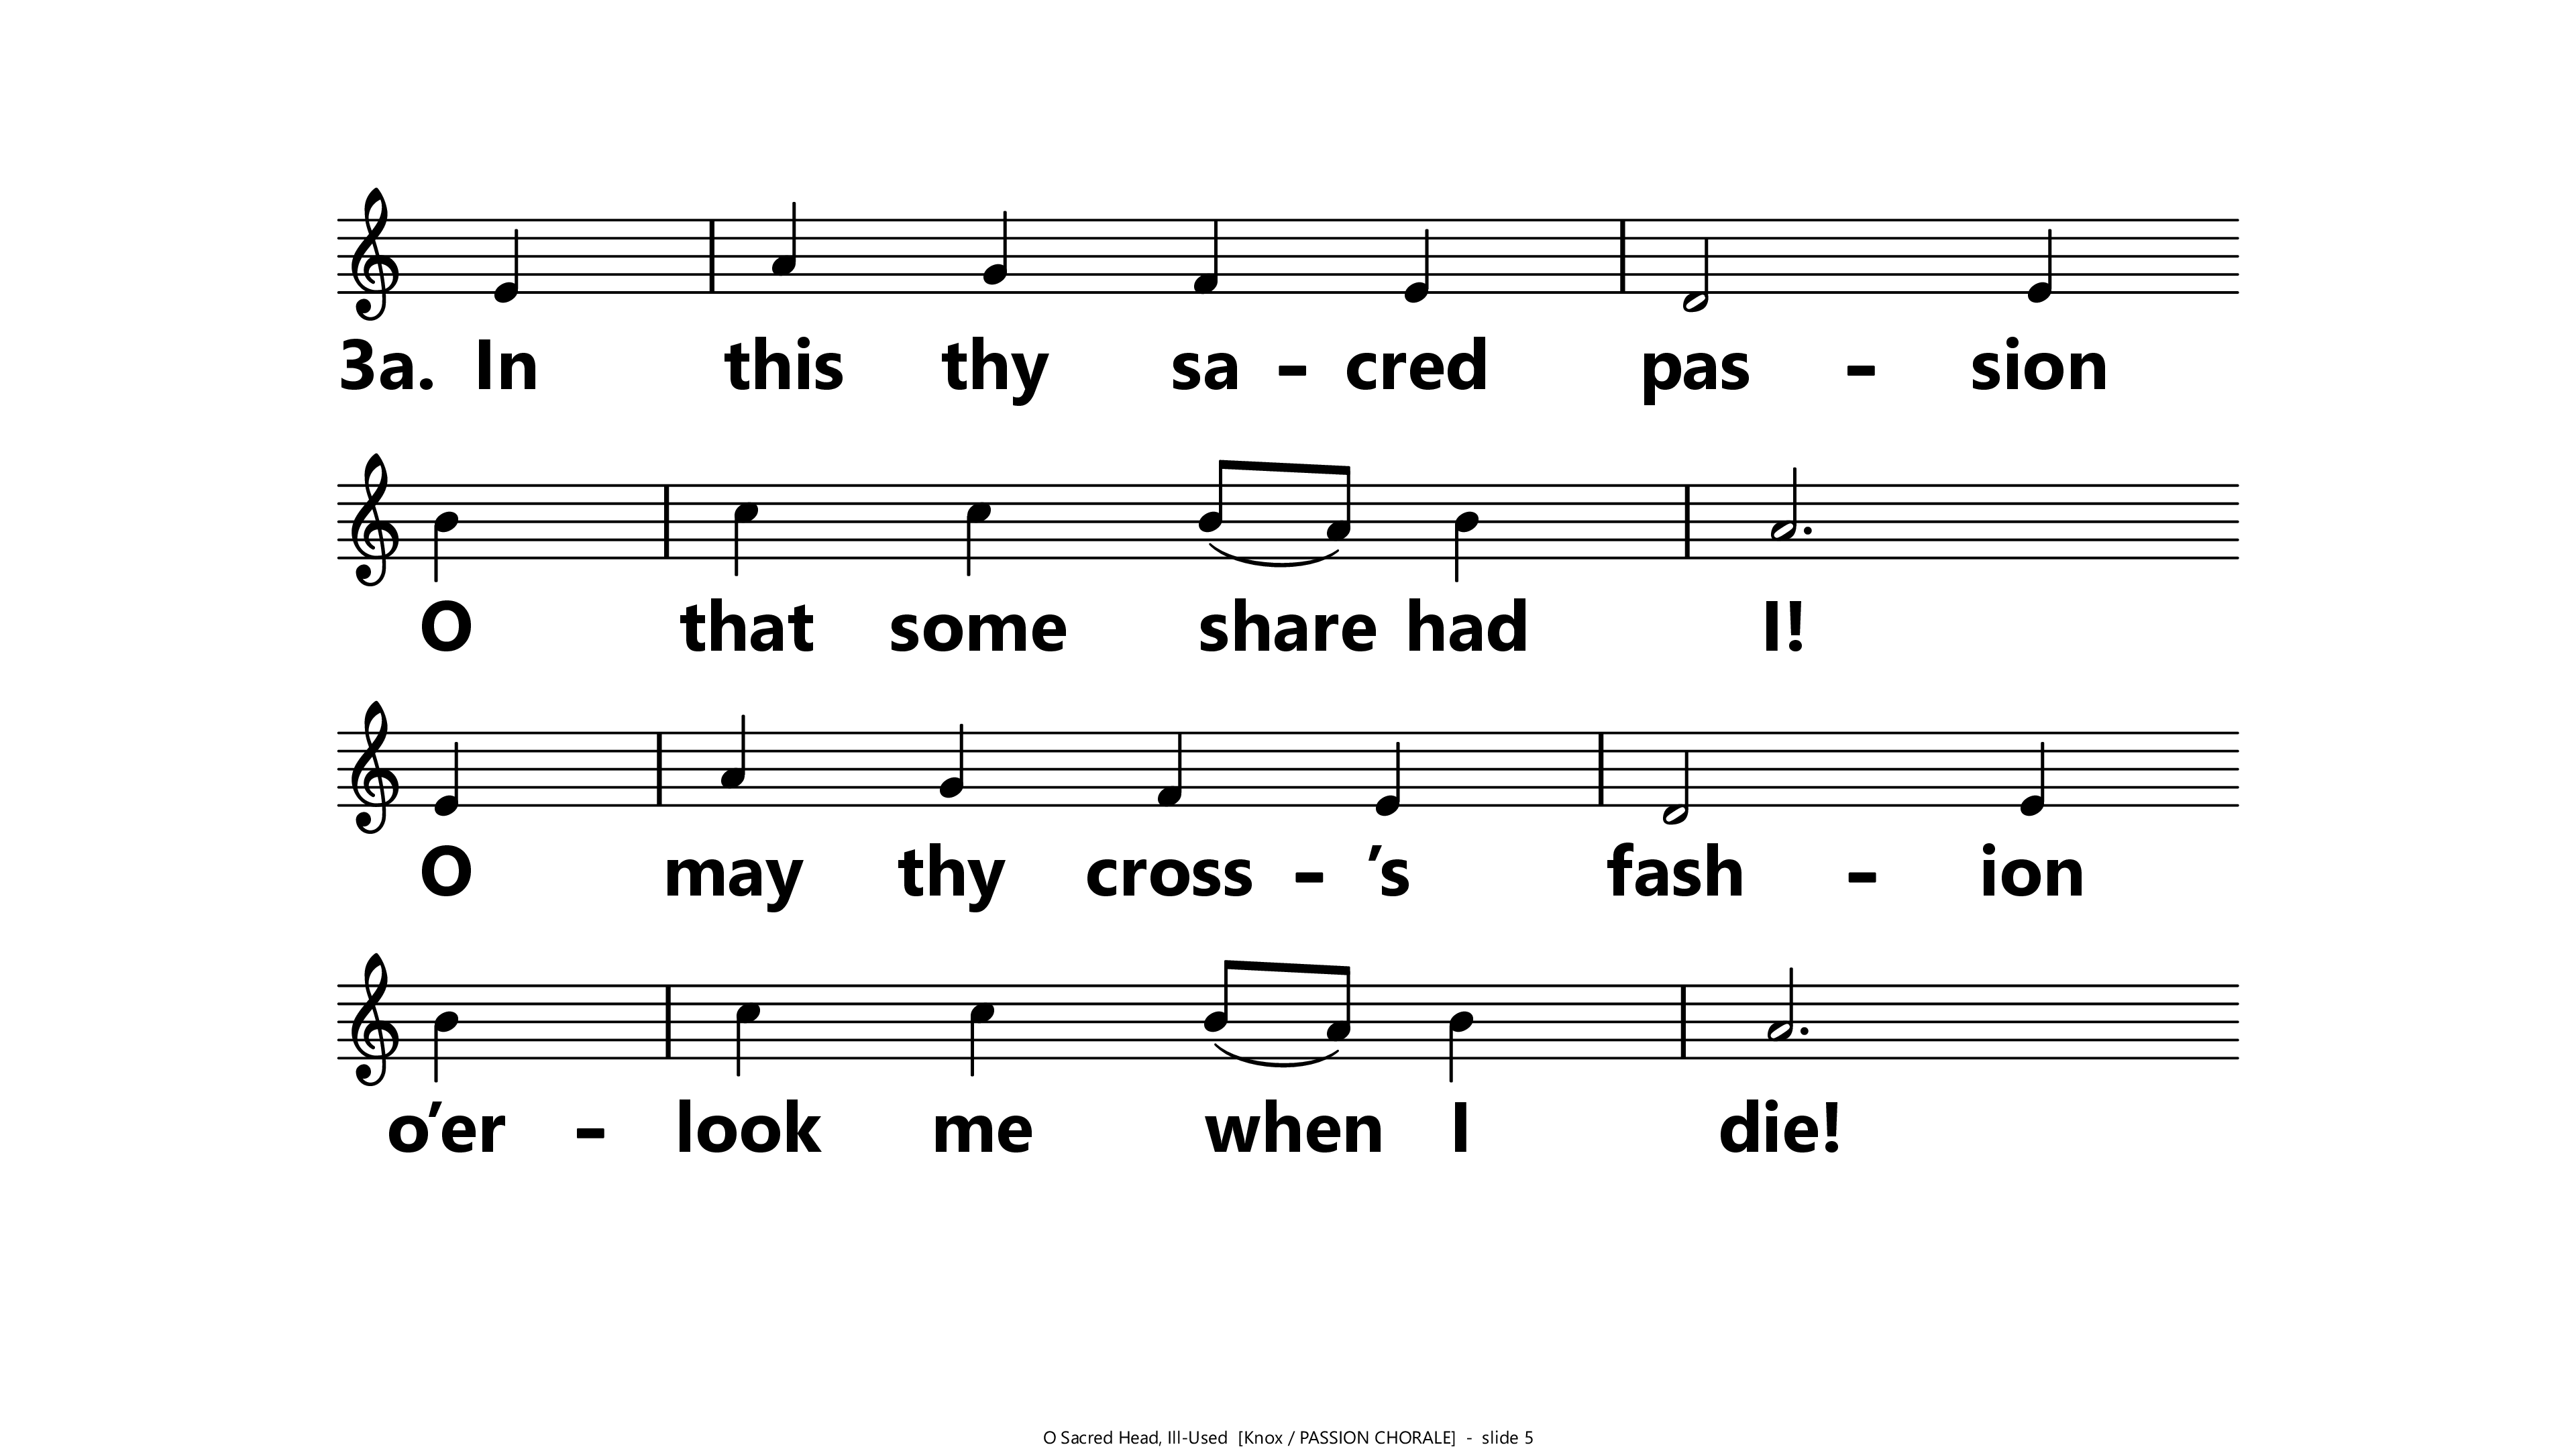 3a. In this thy sa - cred pas - sion
O that some share had I!
O may thy cross - ’s fash - ion
o’er - look me when I die!
O Sacred Head, Ill-Used [Knox / PASSION CHORALE] - slide 5